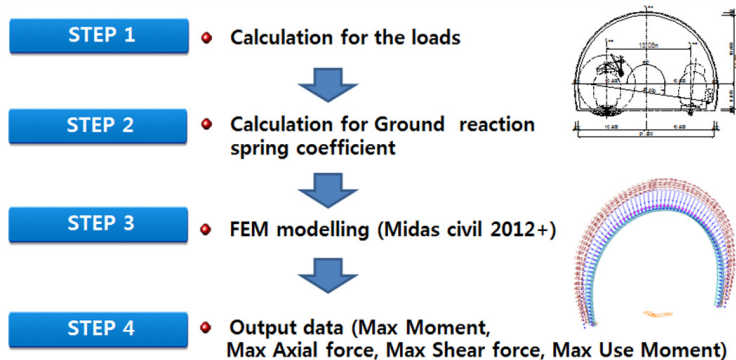 STEP 1
Calculation for the loads
STEP 2
Calculation for Ground reaction
spring coefficient
STEP 3
FEM modelling (Midas civil 2012+)
STEP 4
Output data (Max Moment,
Max Axial force, Max Shear force, Max Use Moment)